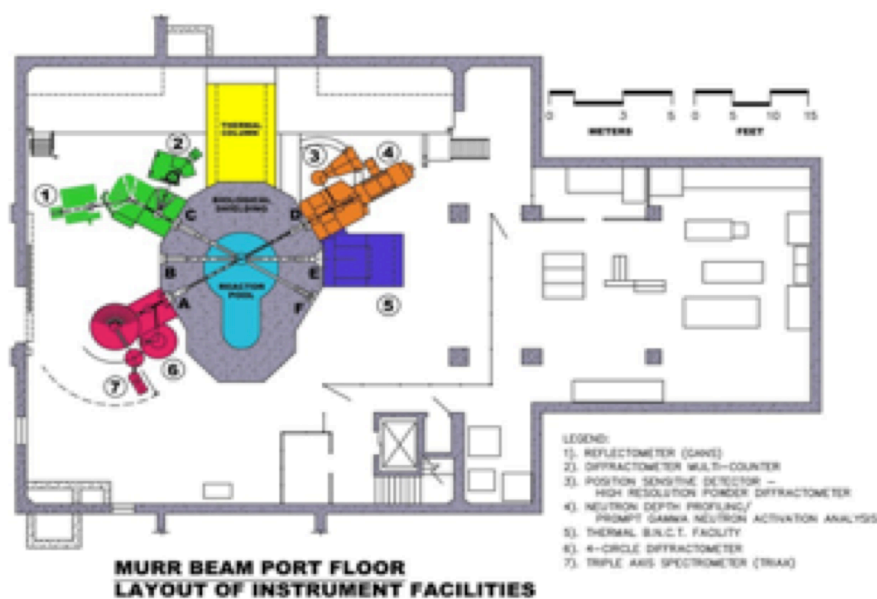 THERMAL
COLUMN
2
3
4
1
BIOLOGICAL
SHIELDING
C
D
B
E
REACTOR
POOL
A
F
5
6
7
0 3 5
METERS
0 5 10 15
FEET
LEGEND:
1). REFLECTOMETER (GANS)
2). DIFFRACTOMETER MULTI-COUNTER
3). POSITION SENSITIVE DETECTOR –
HIGH RESOLUTION POWDER DIFFRACTOMETER
4). NEUTRON DEPTH PROFILING/
PROMPT GAMMA NEUTRON ACTIVATION ANALYSIS
5). THERMAL B.N.C.T. FACILITY
6). 4-CIRCLE DIFFRACTOMETER
7). TRIPLE AXIS SPECTROMETER (TRIAX)
MURR BEAM PORT FLOOR
LAYOUT OF INSTRUMENT FACILITIES